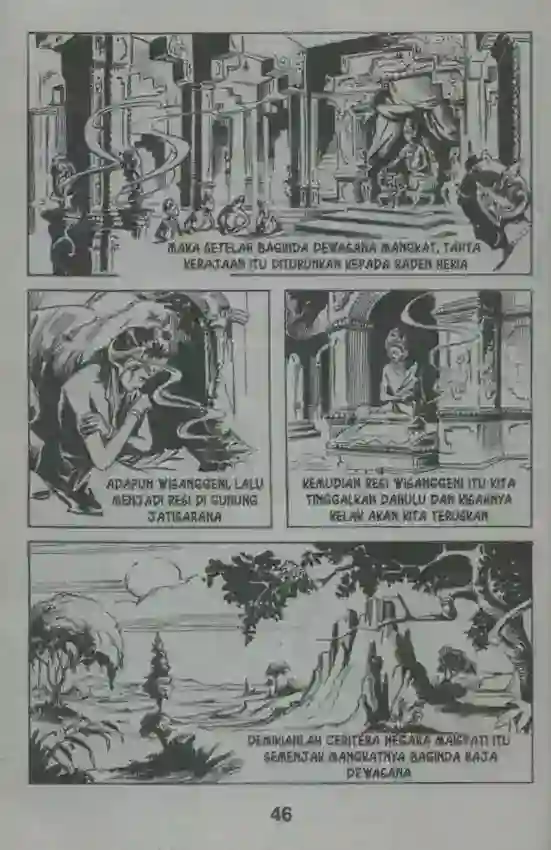 MAKA SETELAH BAGINDA DEWASANA MANGKAT, TAHTA
KERAJAAN ITU DITURUNKAN KEPADA RADEN HERIA
ADAPUN WISANGGENI, LALU
MENJADI RESI DI GUNUNG
JATISARANA
KEMUDIAN RESI WISANGGENI ITU KITA
TINGGALKAN DAHULU DAN KISAHNYA
KELAK AKAN KITA TERUSKAN
DEMIKIANLAH CERITERA NEGARA MAISPATI ITU
SEMENJAK MANGKATNYA BAGINDA RAJA
DEWASANA
46